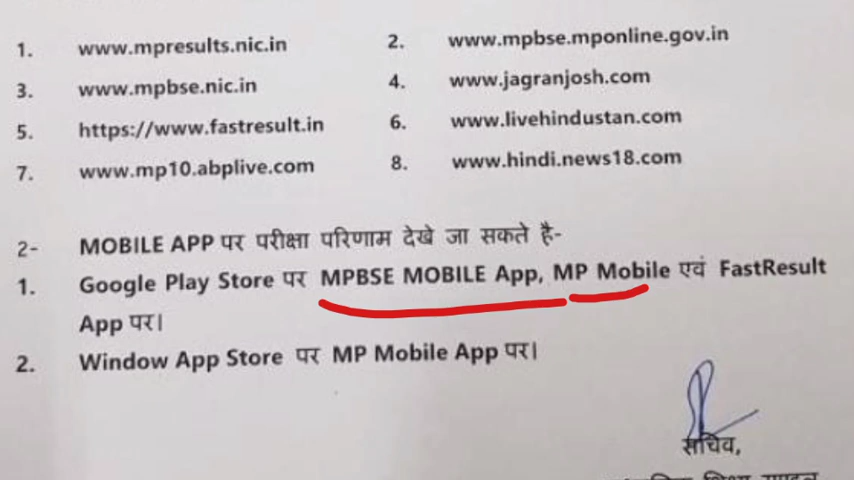 1. www.mpresults.nic.in 2. www.mpbse.mponline.gov.in
3. www.mpbse.nic.in 4. www.jagranjosh.com
5. https://www.fastresult.in 6. www.livehindustan.com
7. www.mp10.abplive.com 8. www.hindi.news18.com
2- MOBILE APP पर परीक्षा परिणाम देखे जा सकते है-
1. Google Play Store पर MPBSE MOBILE App, MP Mobile एवं FastResult
App पर।
2. Window App Store पर MP Mobile App पर।
सचिव,